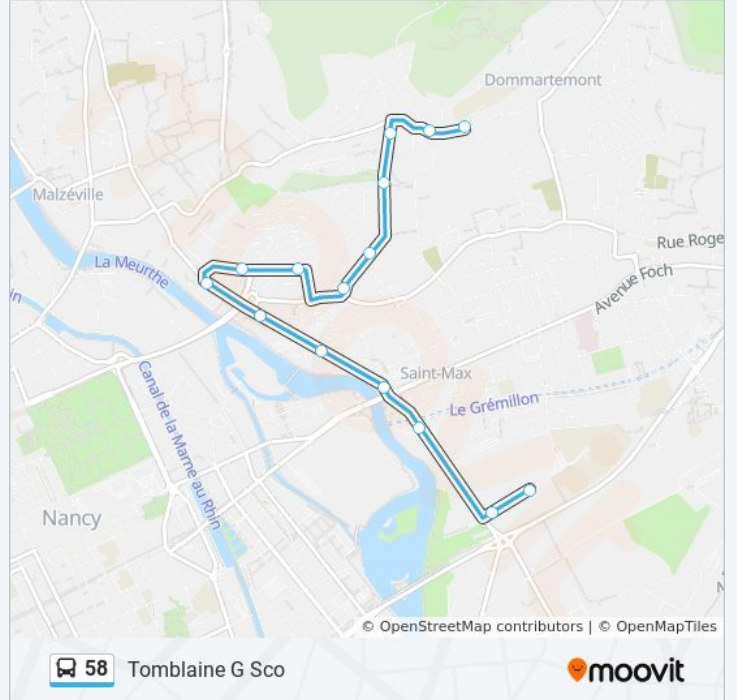 Dommartemont
Malzéville
Rue Roge
La Meurthe
Avenue Foch
in
Saint-Max
Le Grémillon
Canal de la Marne au Rhin
Nancy
N
© OpenStreetMap contributors | © OpenMapTiles
58 Tomblaine G Sco
moovit